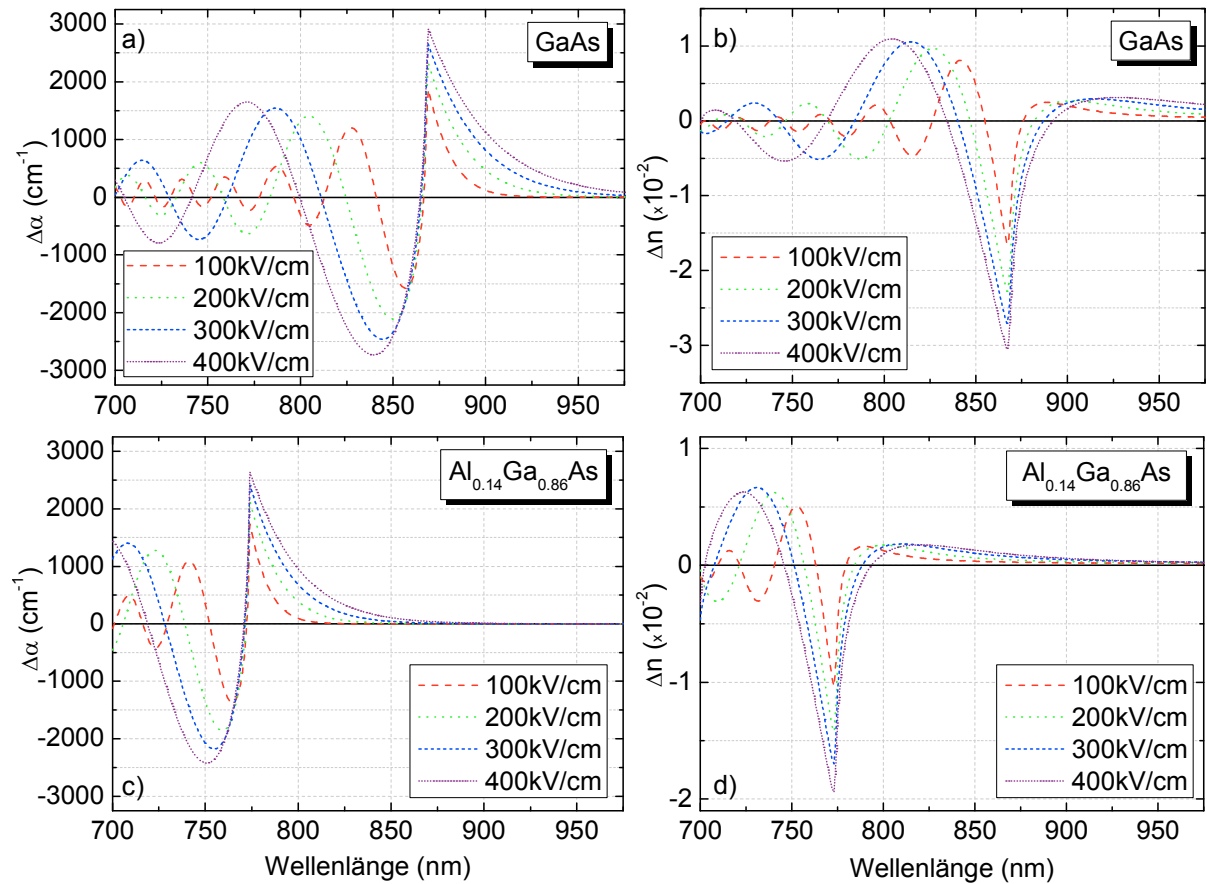 a)
GaAs
Δα (cm⁻¹)
3000
2000
1000
0
-1000
-2000
-3000
100kV/cm
200kV/cm
300kV/cm
400kV/cm
700 750 800 850 900 950
b)
GaAs
Δn (x10⁻²)
1
0
-1
-2
-3
100kV/cm
200kV/cm
300kV/cm
400kV/cm
700 750 800 850 900 950
c)
Al₀.₁₄Ga₀.₈₆As
Δα (cm⁻¹)
3000
2000
1000
0
-1000
-2000
-3000
100kV/cm
200kV/cm
300kV/cm
400kV/cm
700 750 800 850 900 950
Wellenlänge (nm)
d)
Al₀.₁₄Ga₀.₈₆As
Δn (x10⁻²)
1
0
-1
-2
100kV/cm
200kV/cm
300kV/cm
400kV/cm
700 750 800 850 900 950
Wellenlänge (nm)